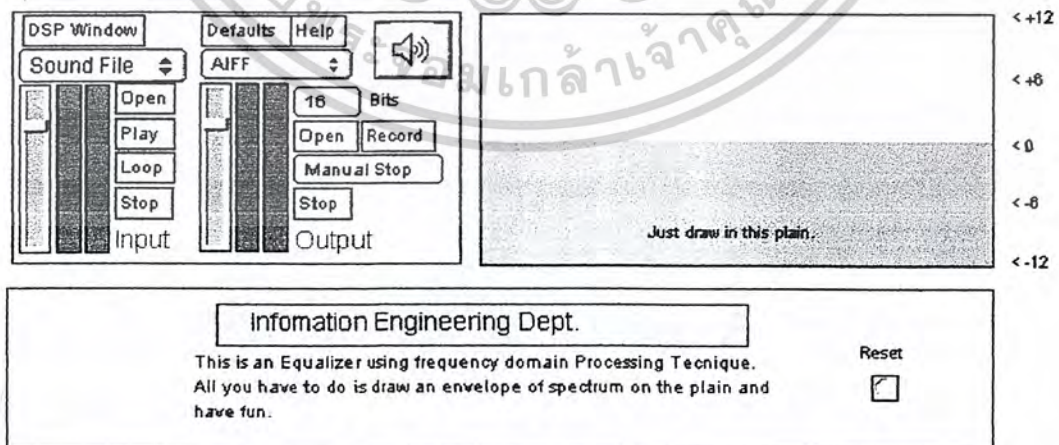 DSP Window
Defaults Help
Sound File
AIFF
Open
16 Bits
Play
Open Record
Loop
Manual Stop
Stop
Stop
Input
Output
< +12
< +6
< 0
< -6
< -12
Just draw in this plain.
Infomation Engineering Dept.
This is an Equalizer using frequency domain Processing Tecnique.
All you have to do is draw an envelope of spectrum on the plain and
have fun.
Reset